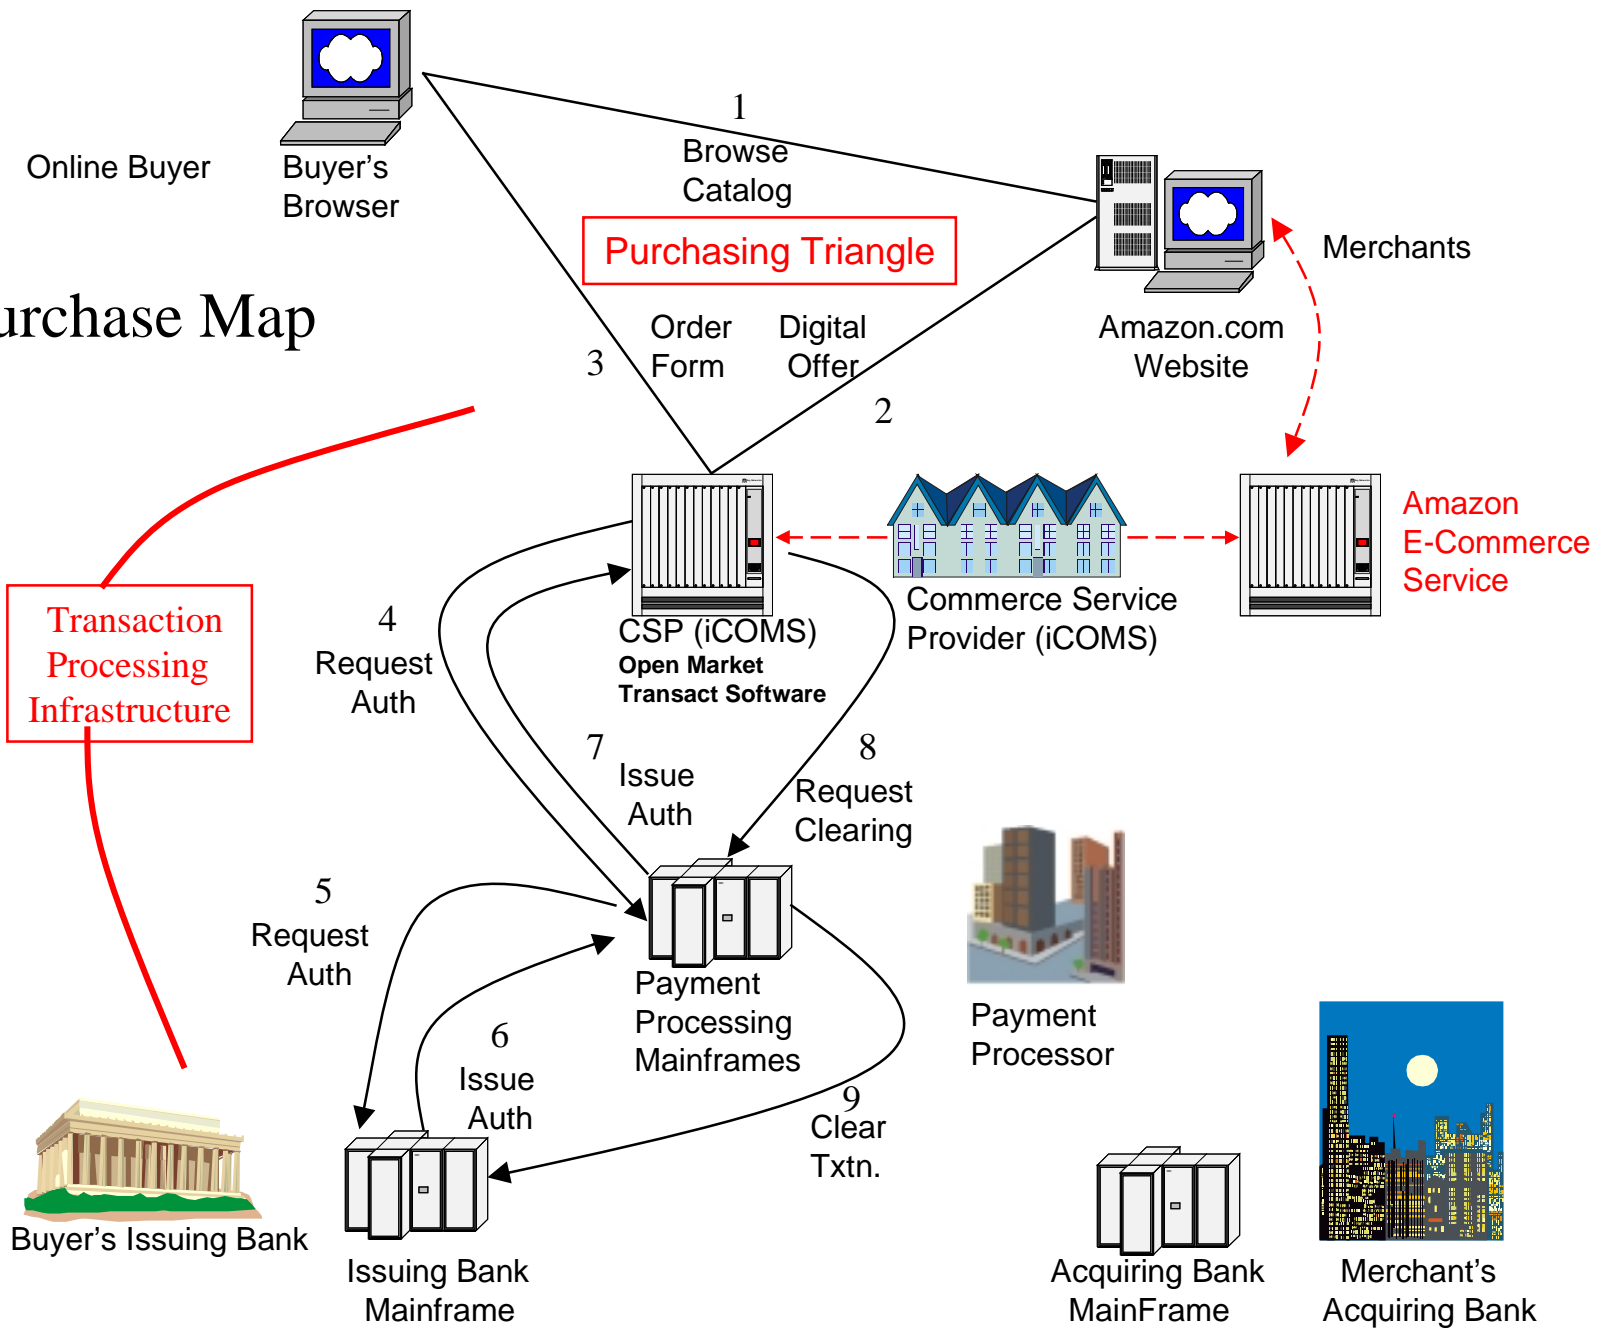 1
Browse
Catalog
Online Buyer
Buyer's
Browser
Purchasing Triangle
Merchants
urchase Map
Order
Form
Digital
Offer
Amazon.com
Website
3
2
Amazon
E-Commerce
Service
Transaction
Processing
Infrastructure
4
Request
Auth
CSP (iCOMS)
Open Market
Transact Software
Commerce Service
Provider (iCOMS)
7
Issue
Auth
8
Request
Clearing
5
Request
Auth
Payment
Processing
Mainframes
Payment
Processor
6
Issue
Auth
9
Clear
Txtn.
Buyer's Issuing Bank
Issuing Bank
Mainframe
Acquiring Bank
MainFrame
Merchant's
Acquiring Bank